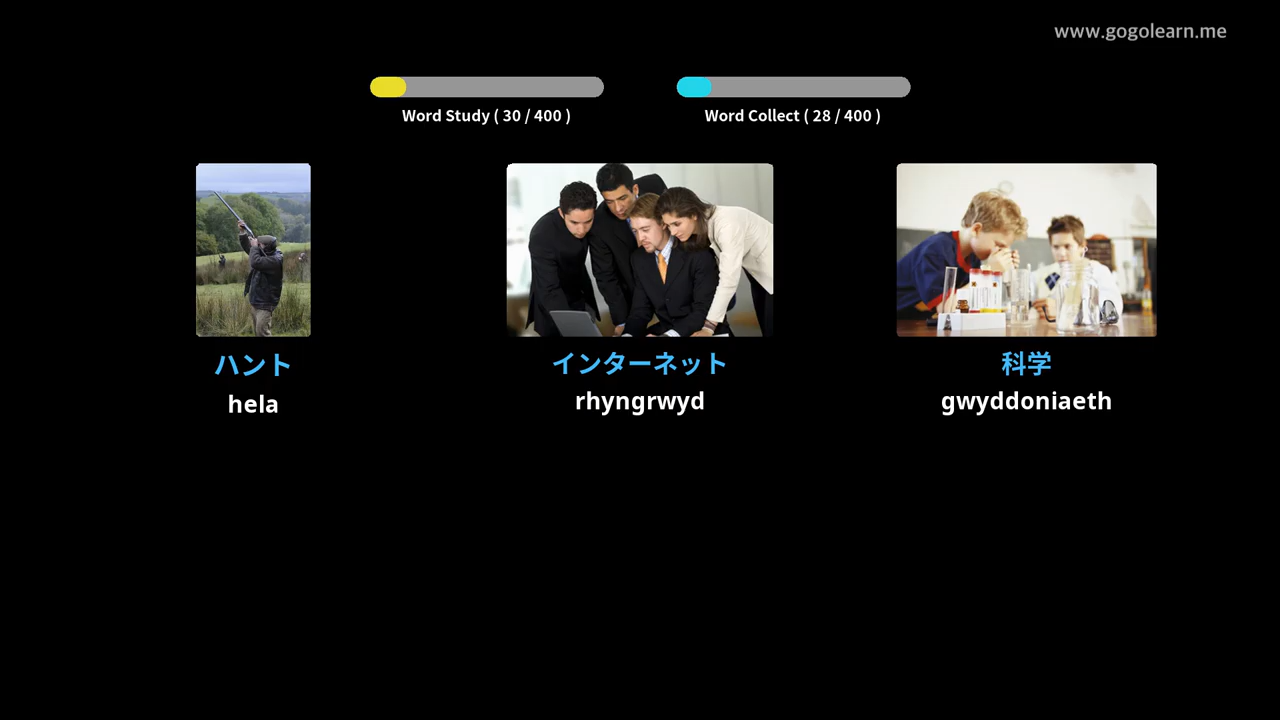 www.gogolearn.me
Word Study ( 30 / 400 )
Word Collect ( 28 / 400 )
ハント
hela
インターネット
rhyngrwyd
科学
gwyddoniaeth